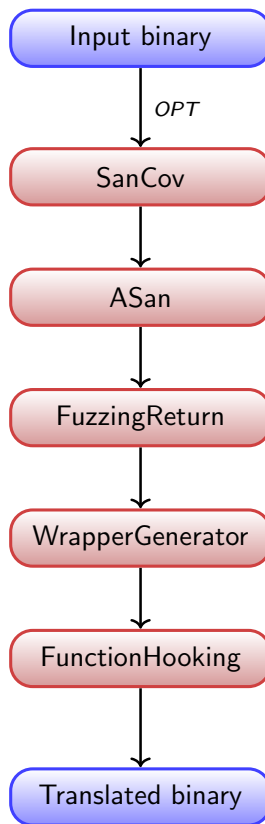 Input binary
OPT
SanCov
ASan
FuzzingReturn
WrapperGenerator
FunctionHooking
Translated binary